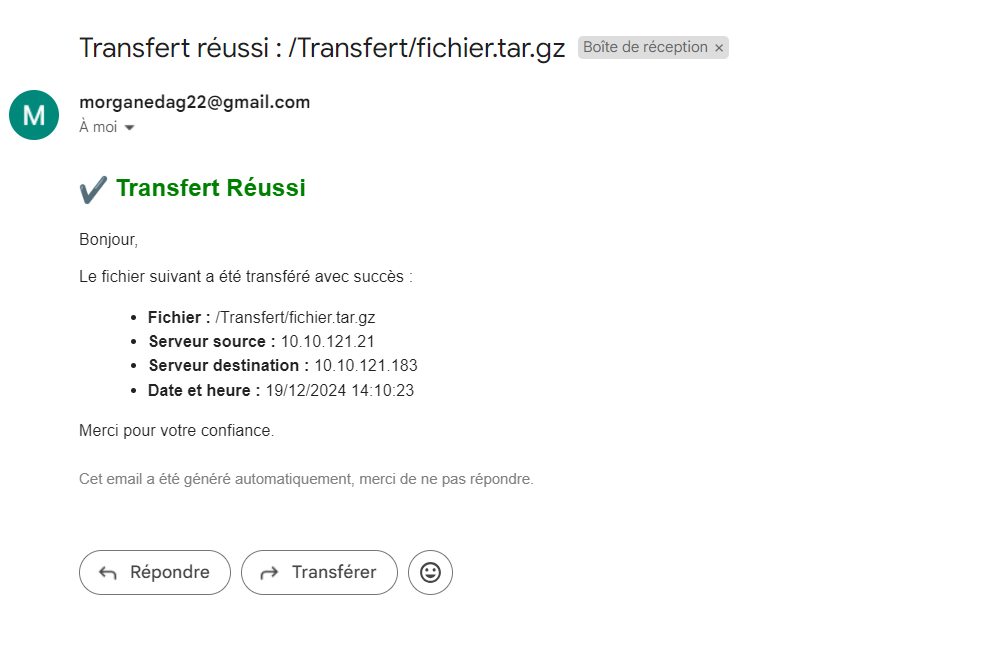 Transfert réussi : /Transfert/fichier.tar.gz Boîte de réception ×
M
morganedag22@gmail.com
À moi
Transfert Réussi
Bonjour,
Le fichier suivant a été transféré avec succès :
• Fichier : /Transfert/fichier.tar.gz
• Serveur source : 10.10.121.21
• Serveur destination : 10.10.121.183
• Date et heure : 19/12/2024 14:10:23
Merci pour votre confiance.
Cet email a été généré automatiquement, merci de ne pas répondre.
Répondre Transférer